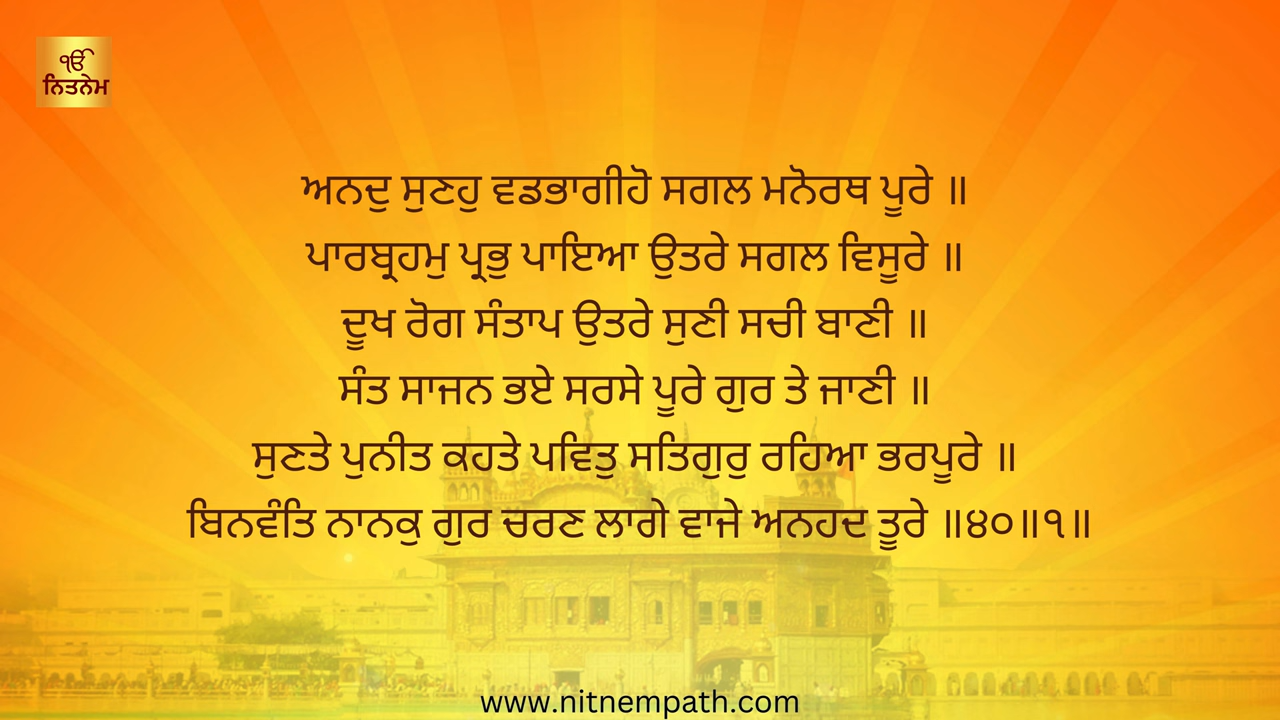 ੴ
ਨਿਤਨੇਮ
ਅਨਦੁ ਸੁਣਹੁ ਵਡਭਾਗੀਹੋ ਸਗਲ ਮਨੋਰਥ ਪੂਰੇ ॥
ਪਾਰਬ੍ਰਹਮੁ ਪ੍ਰਭੁ ਪਾਇਆ ਉਤਰੇ ਸਗਲ ਵਿਸੂਰੇ ॥
ਦੂਖ ਰੋਗ ਸੰਤਾਪ ਉਤਰੇ ਸੁਣੀ ਸਚੀ ਬਾਣੀ ॥
ਸੰਤ ਸਾਜਨ ਭਏ ਸਰਸੇ ਪੂਰੇ ਗੁਰ ਤੇ ਜਾਣੀ ॥
ਸੁਣਤੇ ਪੁਨੀਤ ਕਹਤੇ ਪਵਿਤੁ ਸਤਿਗੁਰੁ ਰਹਿਆ ਭਰਪੂਰੇ ॥
ਬਿਨਵੰਤਿ ਨਾਨਕੁ ਗੁਰ ਚਰਣ ਲਾਗੇ ਵਾਜੇ ਅਨਹਦ ਤੂਰੇ ॥੪੦॥੧॥
www.nitnempath.com